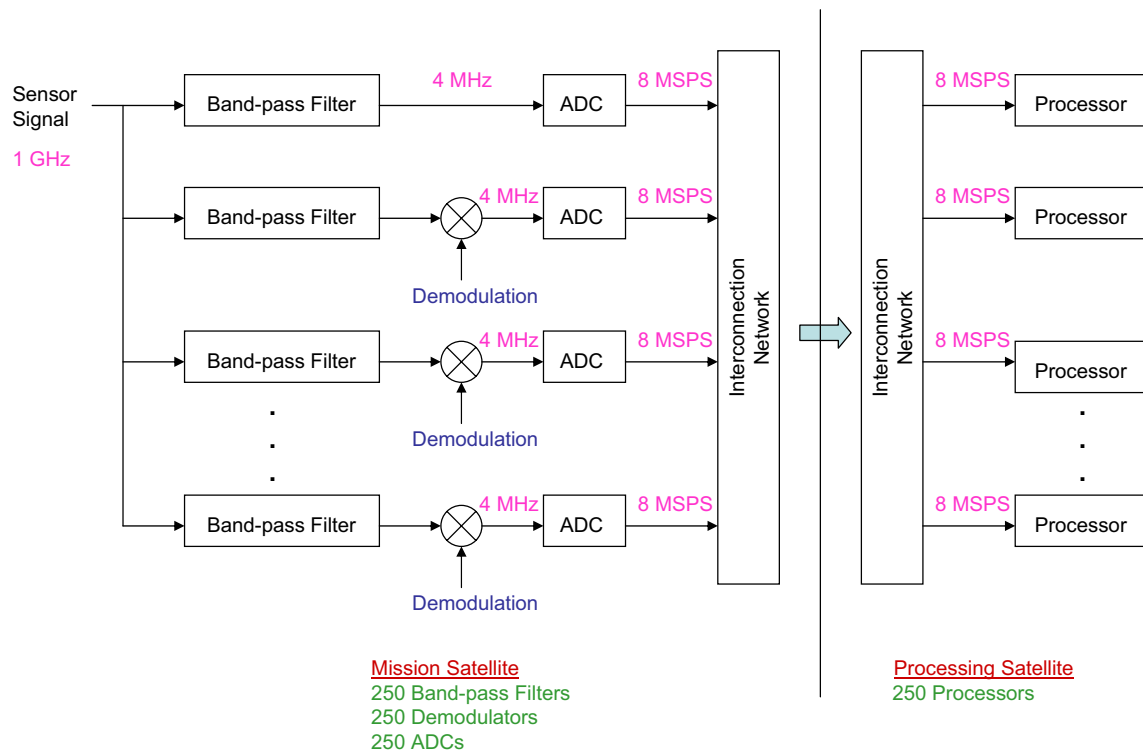 Sensor
Signal
1 GHz
Band-pass Filter
4 MHz
ADC
8 MSPS
Band-pass Filter
4 MHz
ADC
8 MSPS
Demodulation
Band-pass Filter
4 MHz
ADC
8 MSPS
Demodulation
Band-pass Filter
4 MHz
ADC
8 MSPS
Demodulation
Interconnection
Network
Interconnection
Network
8 MSPS
Processor
8 MSPS
Processor
8 MSPS
Processor
8 MSPS
Processor
Mission Satellite
250 Band-pass Filters
250 Demodulators
250 ADCs
Processing Satellite
250 Processors